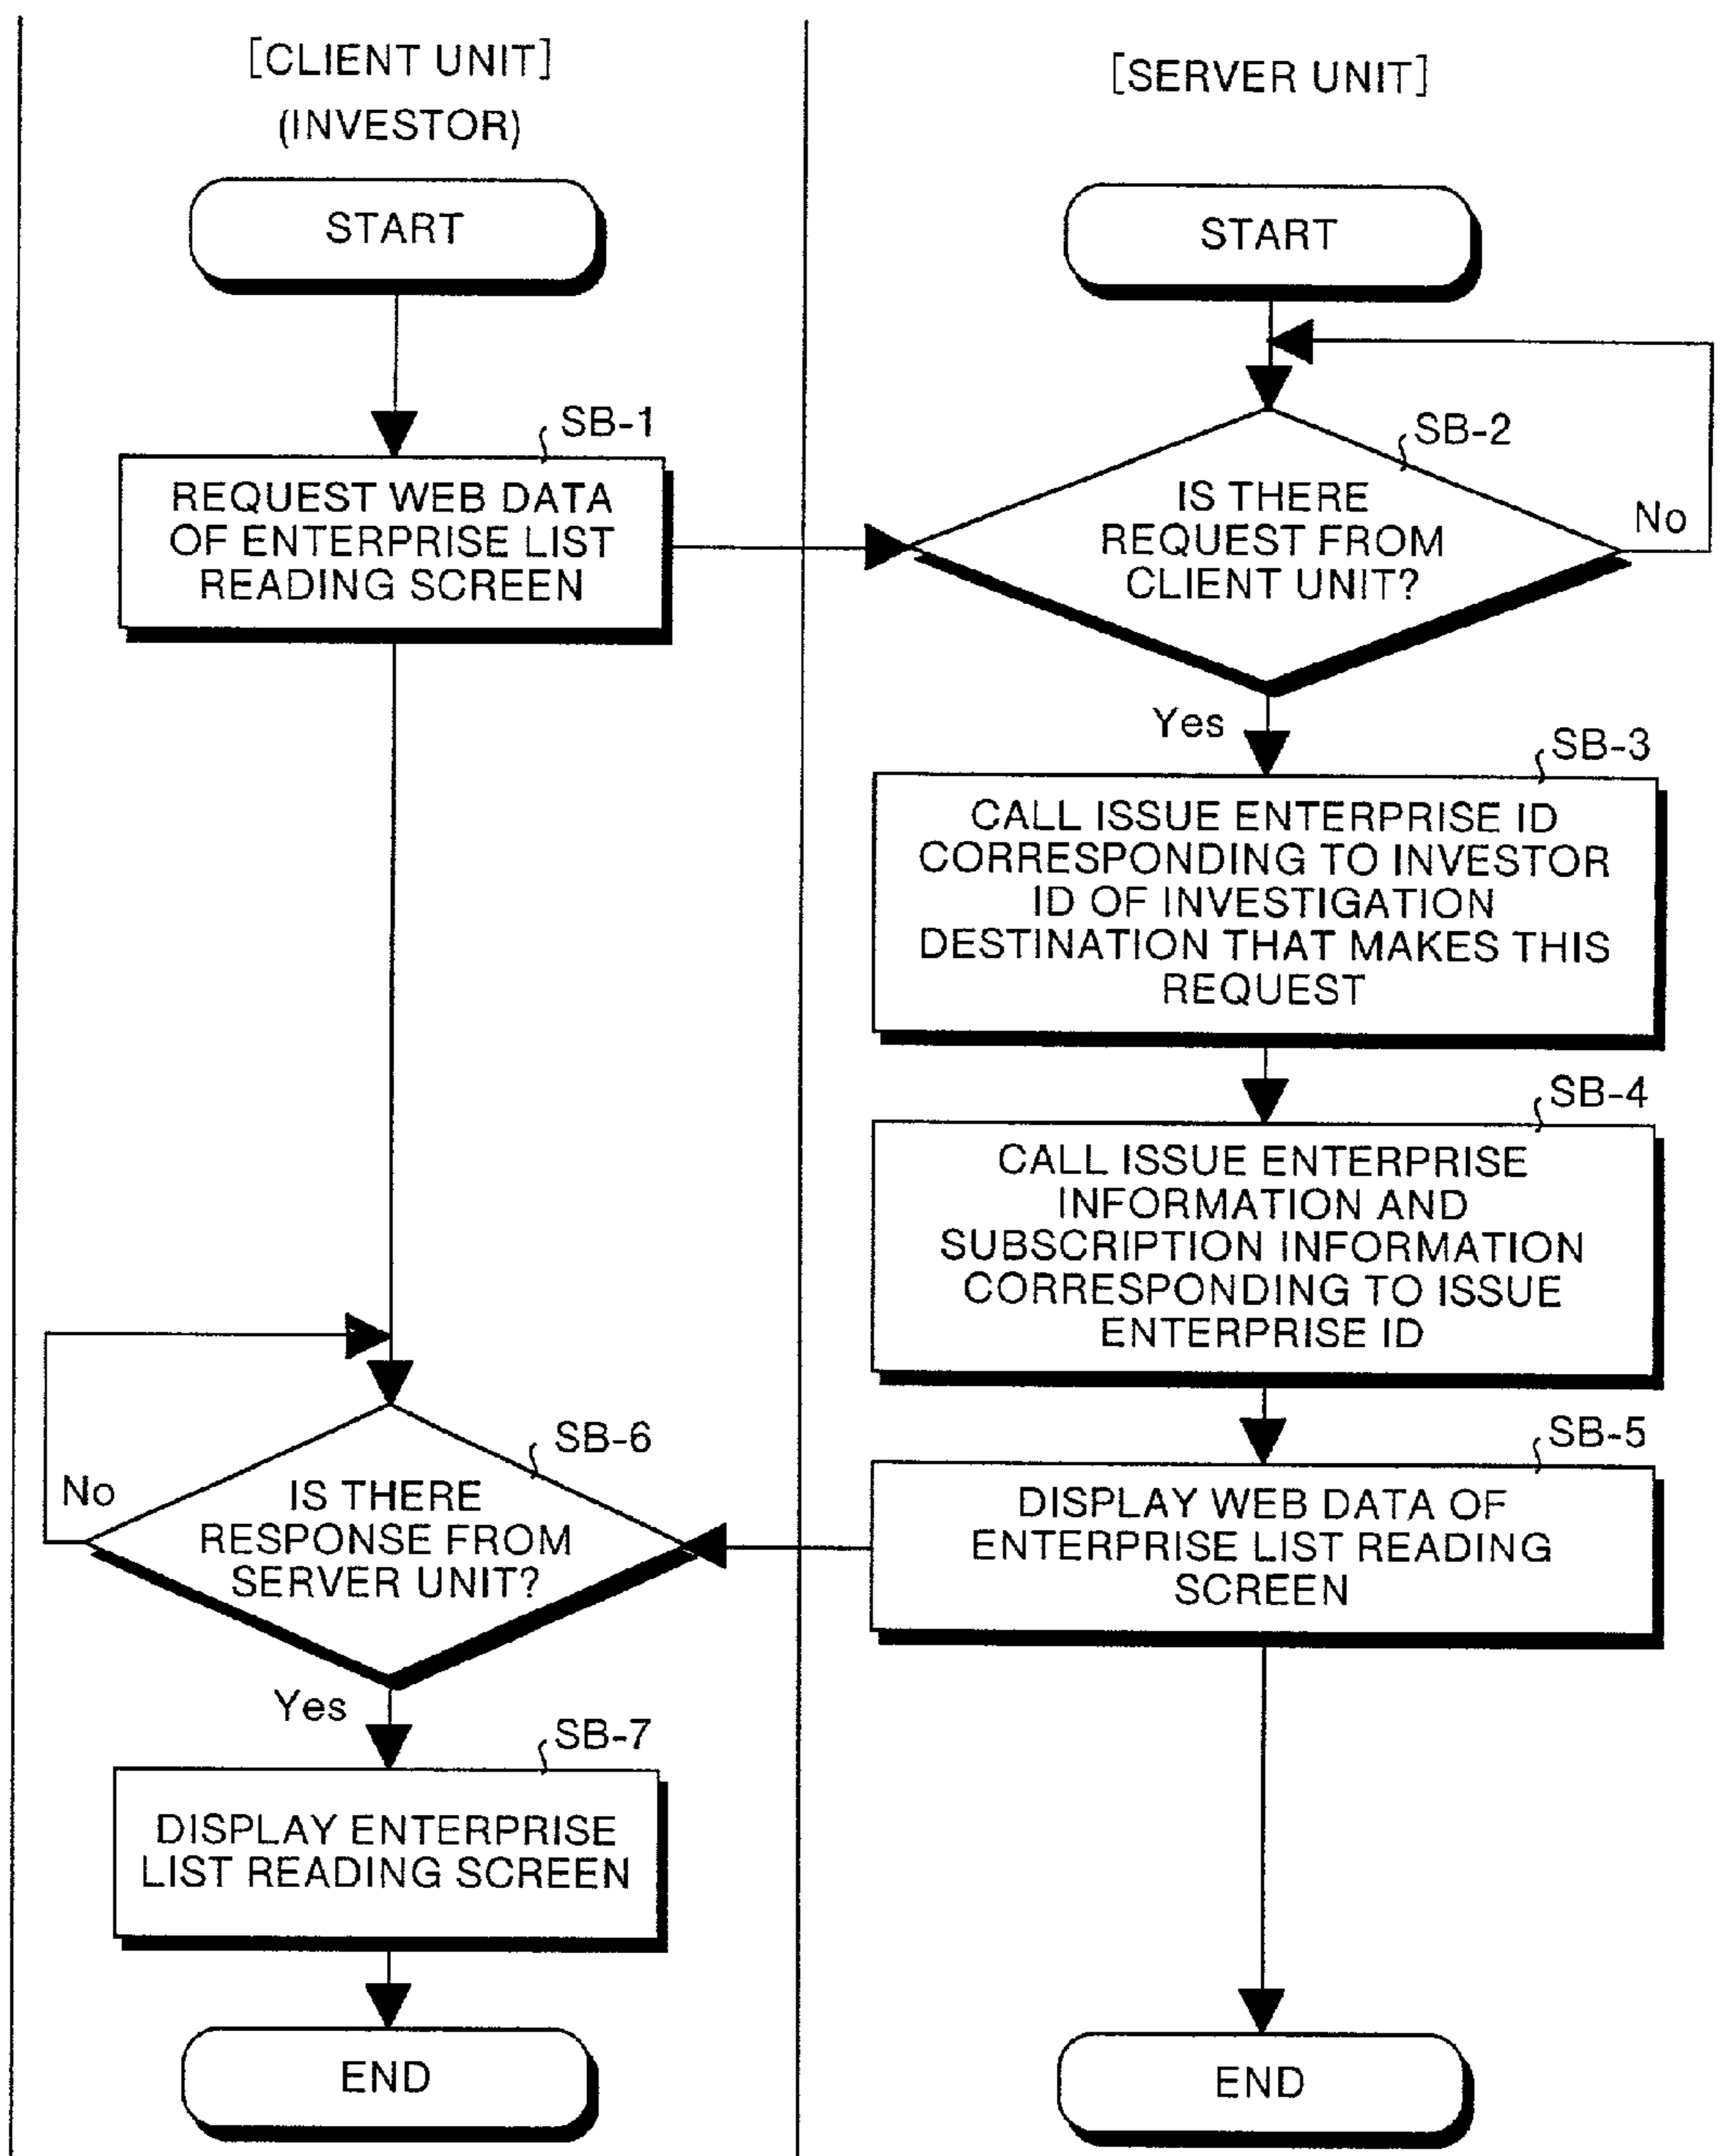 [CLIENT UNIT]
(INVESTOR)
START
SB-1
REQUEST WEB DATA
OF ENTERPRISE LIST
READING SCREEN
SB-6
No
IS THERE
RESPONSE FROM
SERVER UNIT?
Yes
SB-7
DISPLAY ENTERPRISE
LIST READING SCREEN
END
[SERVER UNIT]
START
SB-2
IS THERE
REQUEST FROM
CLIENT UNIT?
No
Yes
SB-3
CALL ISSUE ENTERPRISE ID
CORRESPONDING TO INVESTOR
ID OF INVESTIGATION
DESTINATION THAT MAKES THIS
REQUEST
SB-4
CALL ISSUE ENTERPRISE
INFORMATION AND
SUBSCRIPTION INFORMATION
CORRESPONDING TO ISSUE
ENTERPRISE ID
SB-5
DISPLAY WEB DATA OF
ENTERPRISE LIST READING
SCREEN
END